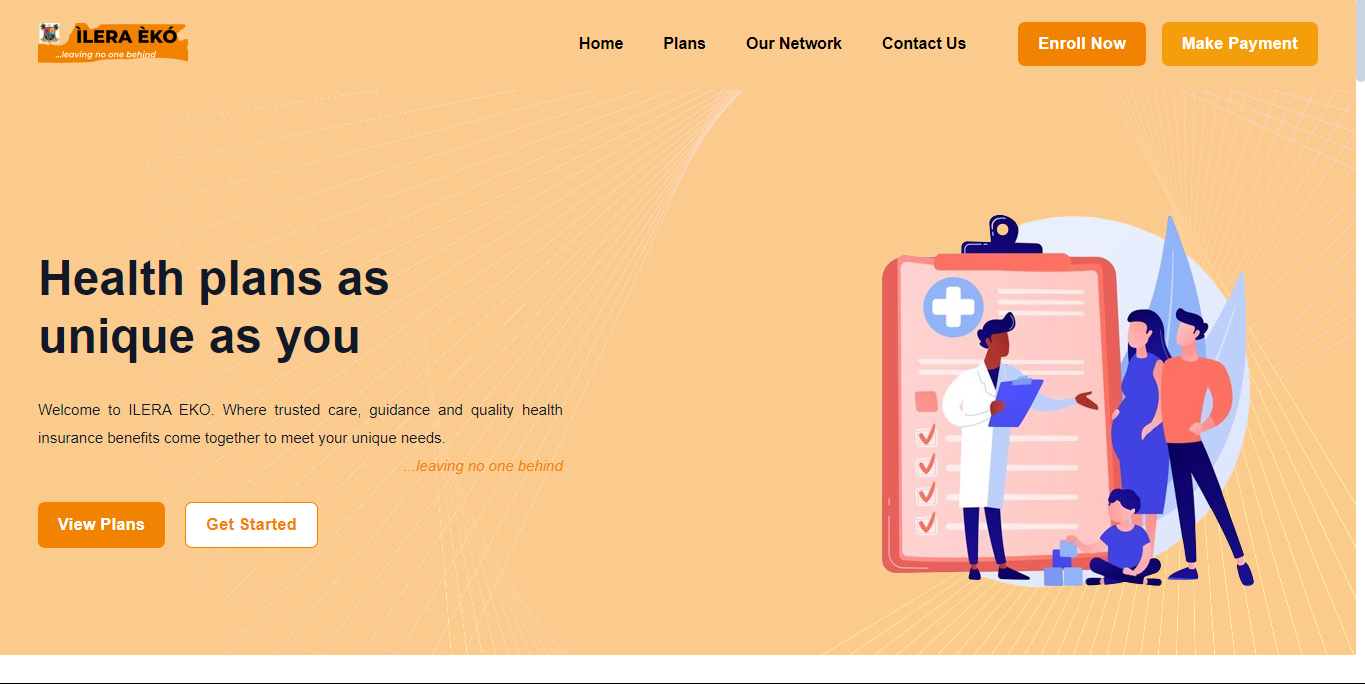 ÌLERA ÈKÓ
...leaving no one behind
Home
Plans
Our Network
Contact Us
Enroll Now
Make Payment
Health plans as
unique as you
Welcome to ILERA EKO. Where trusted care, guidance and quality health
insurance benefits come together to meet your unique needs.
...leaving no one behind
View Plans
Get Started